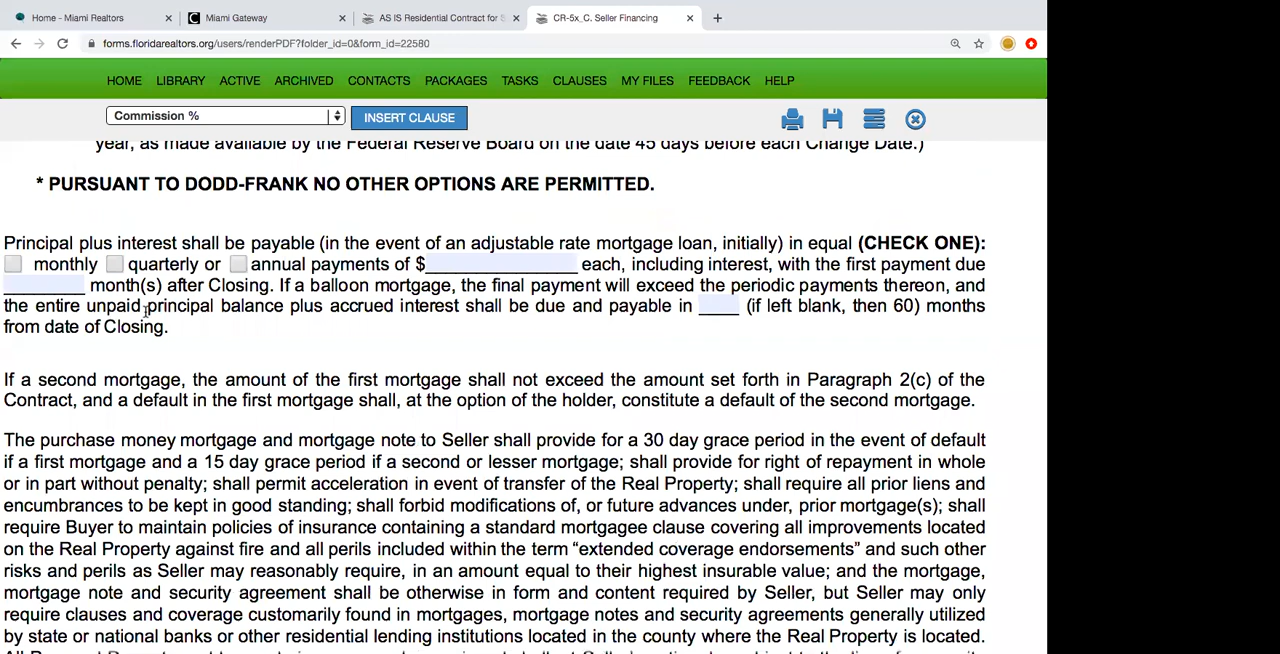 Home - Miami Realtors
Miami Gateway
AS IS Residential Contract for S
CR-5x_C. Seller Financing
forms.floridarealtors.org/users/renderPDF?folder_id=0&form_id=22580
HOME LIBRARY ACTIVE ARCHIVED CONTACTS PACKAGES TASKS CLAUSES MY FILES FEEDBACK HELP
Commission % INSERT CLAUSE
year, as made available by the Federal Reserve Board on the date 45 days before each Change Date.)
* PURSUANT TO DODD-FRANK NO OTHER OPTIONS ARE PERMITTED.
Principal plus interest shall be payable (in the event of an adjustable rate mortgage loan, initially) in equal (CHECK ONE):
monthly quarterly or annual payments of $ each, including interest, with the first payment due
month(s) after Closing. If a balloon mortgage, the final payment will exceed the periodic payments thereon, and
the entire unpaid principal balance plus accrued interest shall be due and payable in ____ (if left blank, then 60) months
from date of Closing.
If a second mortgage, the amount of the first mortgage shall not exceed the amount set forth in Paragraph 2(c) of the
Contract, and a default in the first mortgage shall, at the option of the holder, constitute a default of the second mortgage.
The purchase money mortgage and mortgage note to Seller shall provide for a 30 day grace period in the event of default
if a first mortgage and a 15 day grace period if a second or lesser mortgage; shall provide for right of repayment in whole
or in part without penalty; shall permit acceleration in event of transfer of the Real Property; shall require all prior liens and
encumbrances to be kept in good standing; shall forbid modifications of, or future advances under, prior mortgage(s); shall
require Buyer to maintain policies of insurance containing a standard mortgagee clause covering all improvements located
on the Real Property against fire and all perils included within the term “extended coverage endorsements” and such other
risks and perils as Seller may reasonably require, in an amount equal to their highest insurable value; and the mortgage,
mortgage note and security agreement shall be otherwise in form and content required by Seller, but Seller may only
require clauses and coverage customarily found in mortgages, mortgage notes and security agreements generally utilized
by state or national banks or other residential lending institutions located in the county where the Real Property is located.